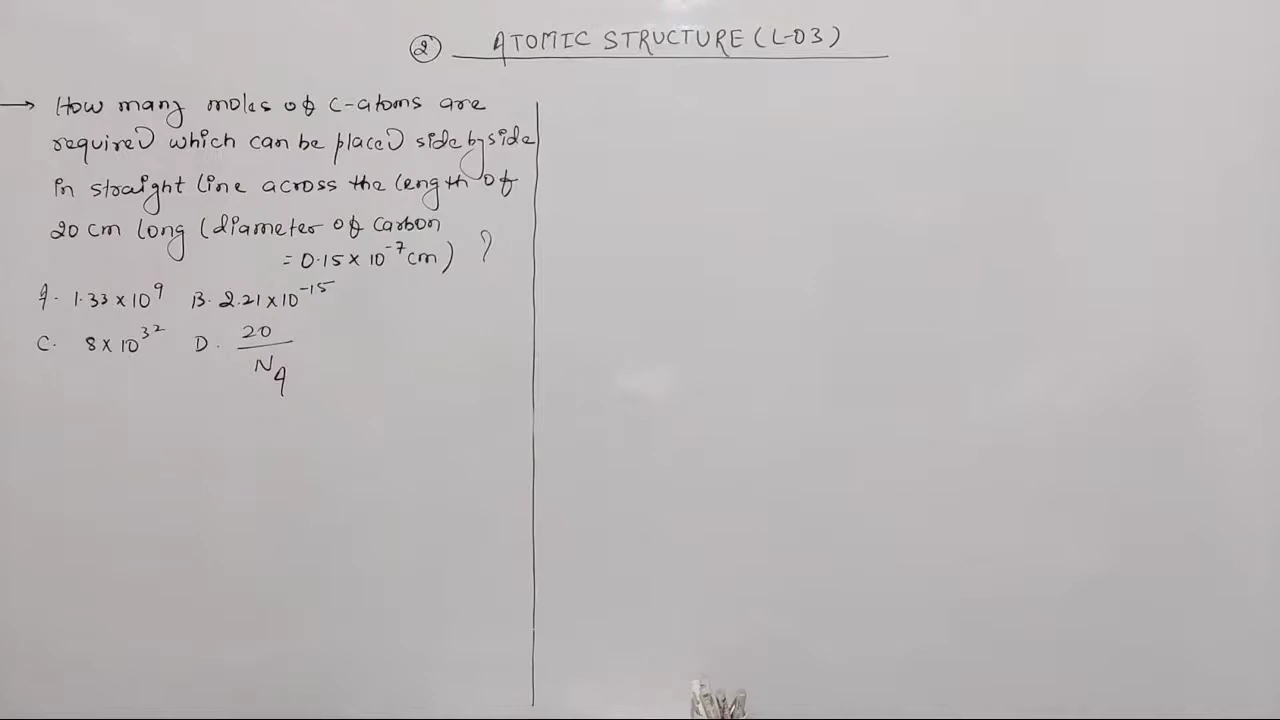 ② ATOMIC STRUCTURE (L-03)
→ How many moles of C-atoms are
required which can be placed side by side
in straight line across the length of
20 cm long (diameter of carbon
= 0.15 × 10⁻⁷ cm) ?
A. 1.33 × 10⁹ B. 2.21 × 10⁻¹⁵
C. 8 × 10³² D. 20/N_A